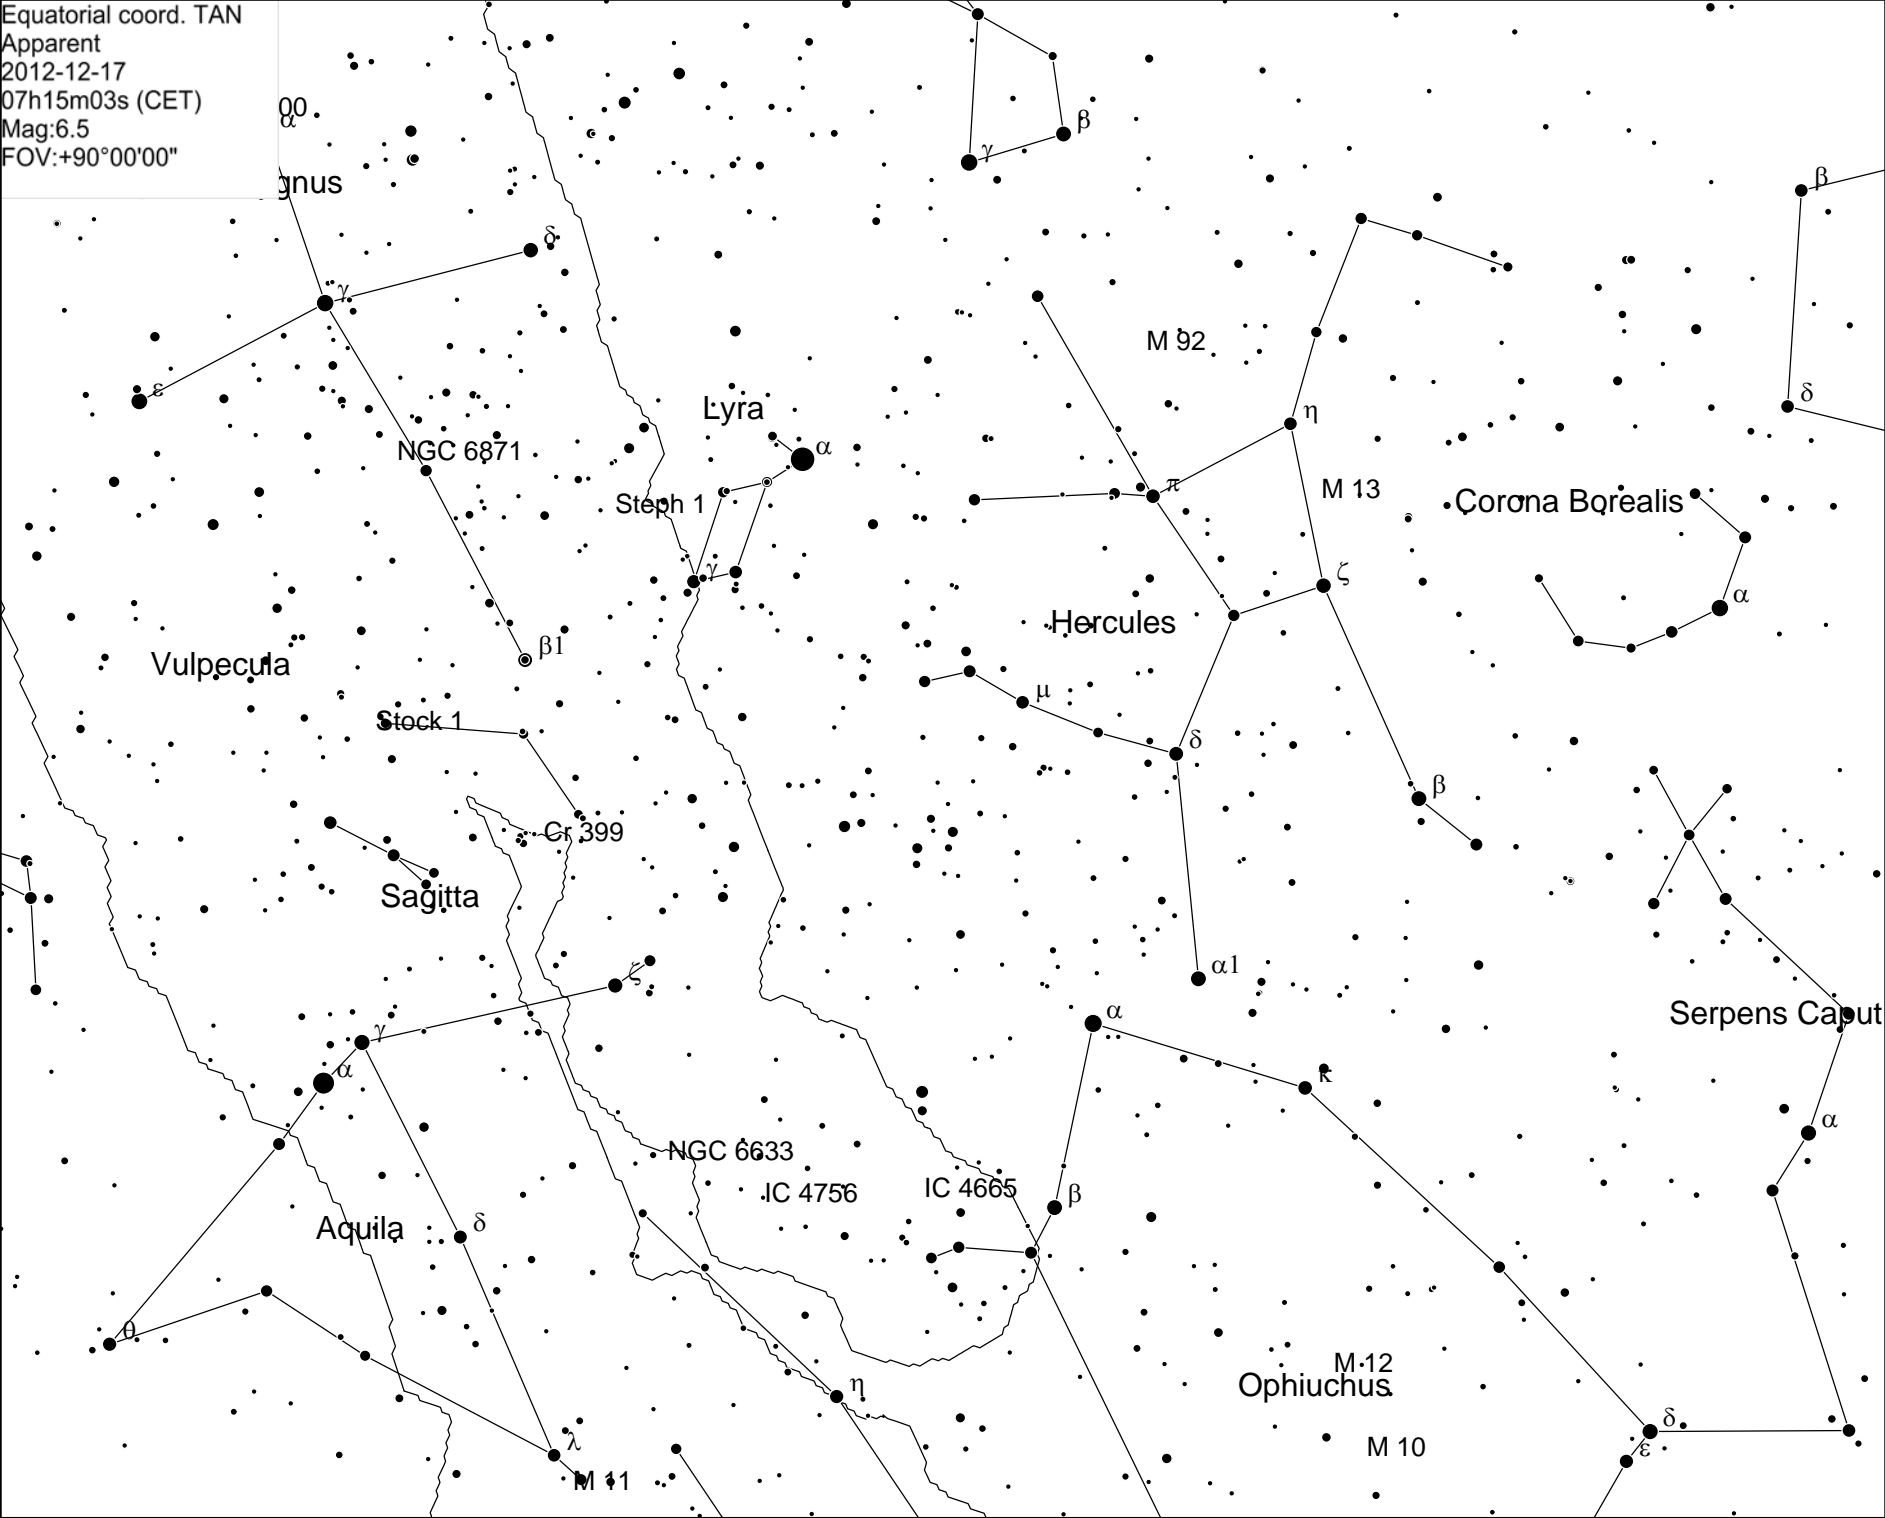 Equatorial coord. TAN
Apparent
2012-12-17
07h15m03s (CET)
Mag:6.5
FOV:+90°00'00"
00
α
gnus
β
γ
β
δ
γ
ε
M 92
δ
Lyra
η
α
NGC 6871
π
M 13
Corona Borealis
Steph 1
γ
ζ
α
Hercules
β1
Vulpecula
μ
Stock 1
δ
β
Cr 399
Sagitta
ζ
α1
α
Serpens Caput
γ
α
κ
α
NGC 6633
IC 4756
IC 4665
β
Aquila
δ
θ
M 12
Ophiuchus
η
δ
λ
M 10
ε
M 11